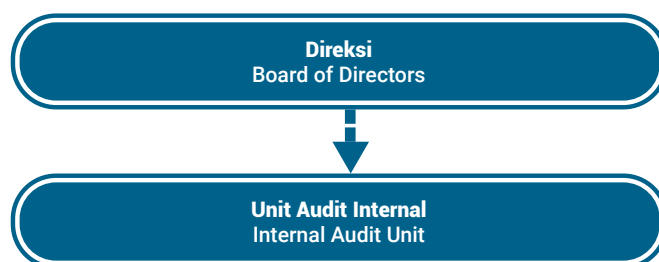 Direksi
Board of Directors
Unit Audit Internal
Internal Audit Unit